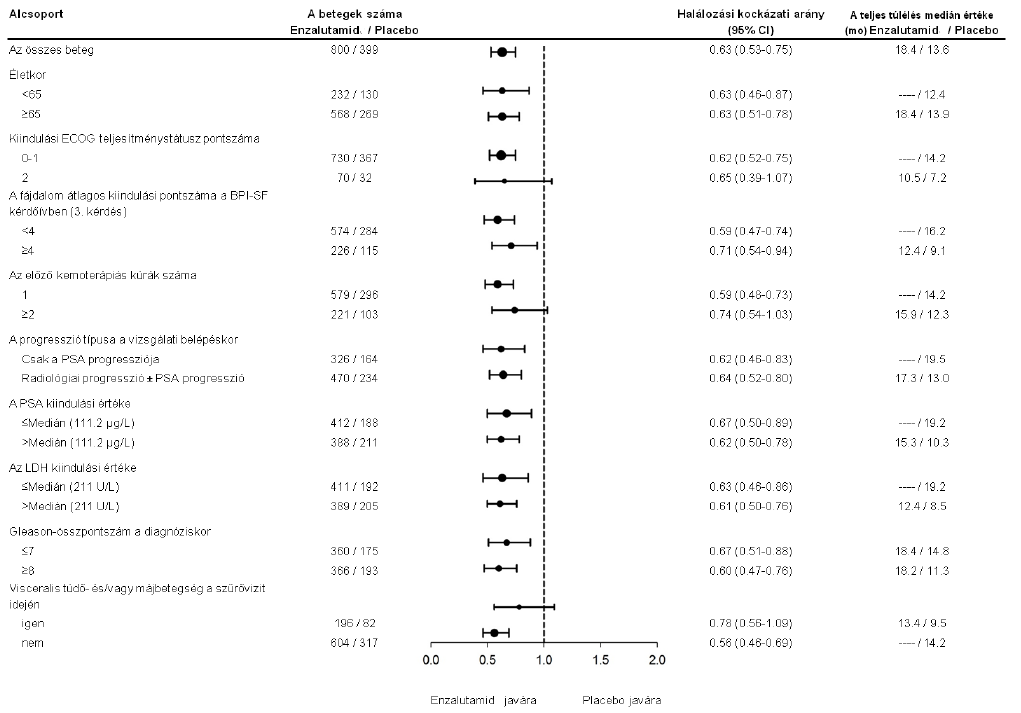 Alcsoport A betegek száma Halálozási kockázati arány A teljes túlélés medián értéke
Enzalutamid / Placebo (95% CI) (mo) Enzalutamid / Placebo
Az összes beteg 800 / 399 0.63 (0.53-0.75) 18.4 / 13.6
Életkor
<65 232 / 130 0.63 (0.46-0.87) ---- / 12.4
≥65 568 / 269 0.63 (0.51-0.78) 18.4 / 13.9
Kiindulási ECOG teljesítménystátusz pontszáma
0-1 730 / 367 0.62 (0.52-0.75) ---- / 14.2
2 70 / 32 0.65 (0.39-1.07) 10.5 / 7.2
A fájdalom átlagos kiindulási pontszáma a BPI-SF
kérdőívben (3. kérdés)
<4 574 / 284 0.59 (0.47-0.74) ---- / 16.2
≥4 226 / 115 0.71 (0.54-0.94) 12.4 / 9.1
Az előző kemoterápiás kúrák száma
1 579 / 296 0.59 (0.48-0.73) ---- / 14.2
≥2 221 / 103 0.74 (0.54-1.03) 15.9 / 12.3
A progresszió típusa a vizsgálati belépéskor
Csak a PSA progressziója 326 / 164 0.62 (0.46-0.83) ---- / 19.5
Radiológiai progresszió ± PSA progresszió 470 / 234 0.64 (0.52-0.80) 17.3 / 13.0
A PSA kiindulási értéke
≤Medián (111.2 µg/L) 412 / 188 0.67 (0.50-0.89) ---- / 19.2
>Medián (111.2 µg/L) 388 / 211 0.62 (0.50-0.78) 15.3 / 10.3
Az LDH kiindulási értéke
≤Medián (211 U/L) 411 / 192 0.63 (0.46-0.86) ---- / 19.2
>Medián (211 U/L) 389 / 205 0.61 (0.50-0.76) 12.4 / 8.5
Gleason-összpontszám a diagnóziskor
≤7 360 / 175 0.67 (0.51-0.88) 18.4 / 14.8
≥8 366 / 193 0.60 (0.47-0.76) 18.2 / 11.3
Visceralis tüdő- és/vagy májbetegség a szűrővizit
idején
igen 196 / 82 0.78 (0.56-1.09) 13.4 / 9.5
nem 604 / 317 0.56 (0.46-0.69) ---- / 14.2
0.0 0.5 1.0 1.5 2.0
Enzalutamid javára Placebo javára